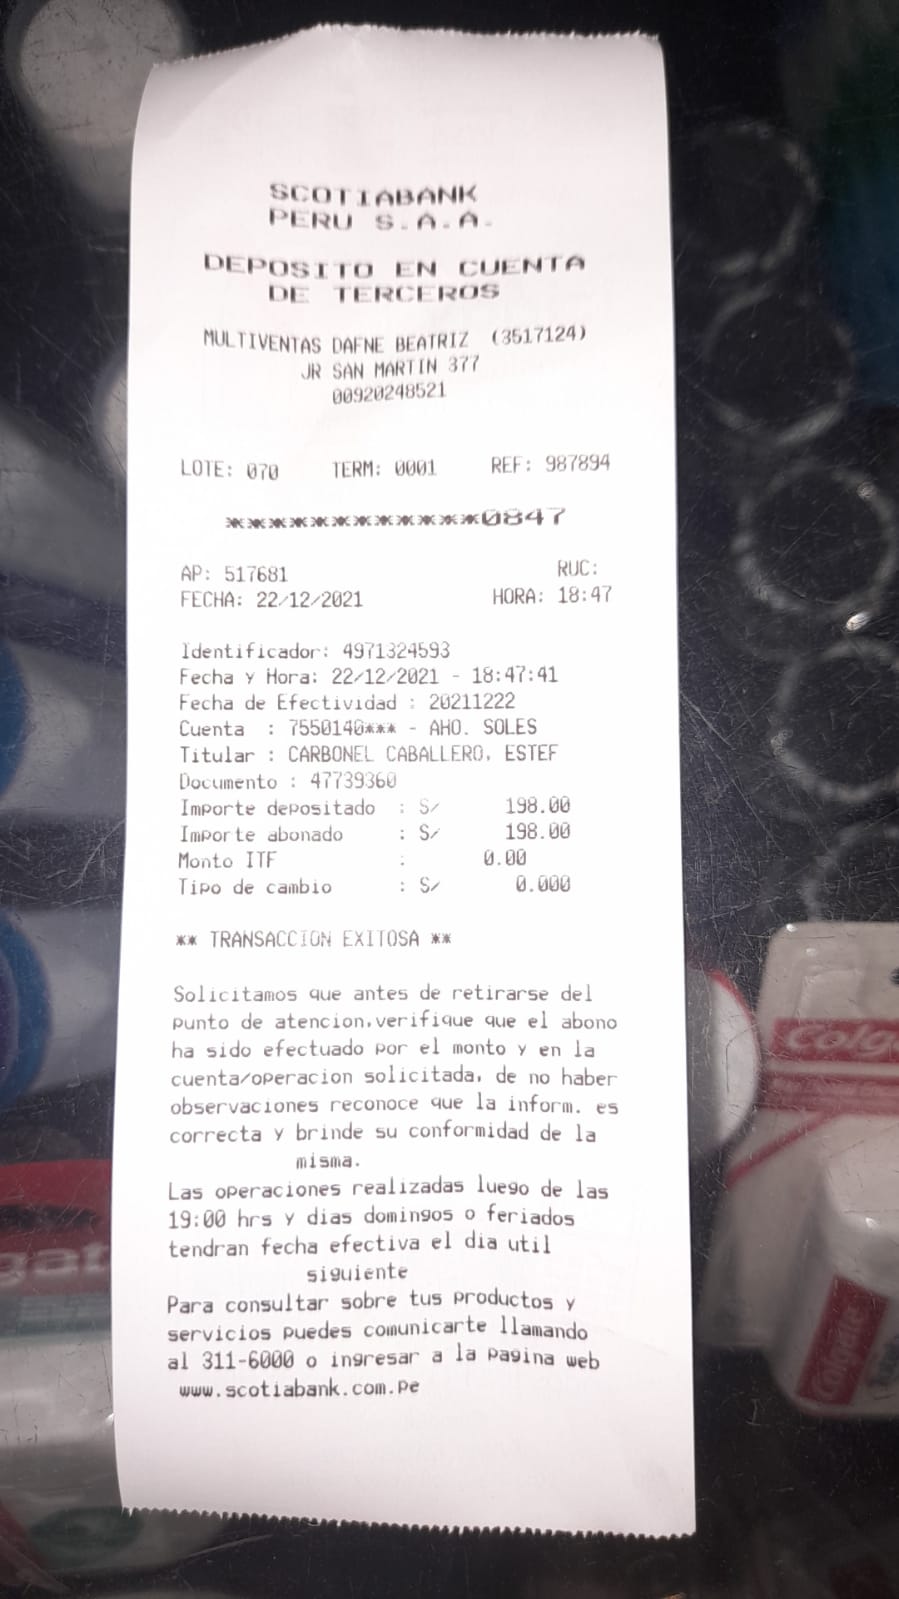 SCOTIABANK
PERU S.A.A.
DEPOSITO EN CUENTA
DE TERCEROS
MULTIVENTAS DAFNE BEATRIZ (3517124)
JR SAN MARTIN 377
00920248521
LOTE: 070 TERM: 0001 REF: 987894
************0847
AP: 517681 RUC:
FECHA: 22/12/2021 HORA: 18:47
Identificador: 4971324593
Fecha y Hora: 22/12/2021 - 18:47:41
Fecha de Efectividad : 20211222
Cuenta : 7550140*** - AHO. SOLES
Titular : CARBONEL CABALLERO, ESTEF
Documento : 47739360
Importe depositado : S/ 198.00
Importe abonado : S/ 198.00
Monto ITF : 0.00
Tipo de cambio : S/ 0.000
** TRANSACCION EXITOSA **
Solicitamos que antes de retirarse del
punto de atencion,verifique que el abono
ha sido efectuado por el monto y en la
cuenta/operacion solicitada, de no haber
observaciones reconoce que la inform. es
correcta y brinde su conformidad de la
misma.
Las operaciones realizadas luego de las
19:00 hrs y dias domingos o feriados
tendran fecha efectiva el dia util
siguiente
Para consultar sobre tus productos y
servicios puedes comunicarte llamando
al 311-6000 o ingresar a la pagina web
www.scotiabank.com.pe
Colg
gat
Colgate